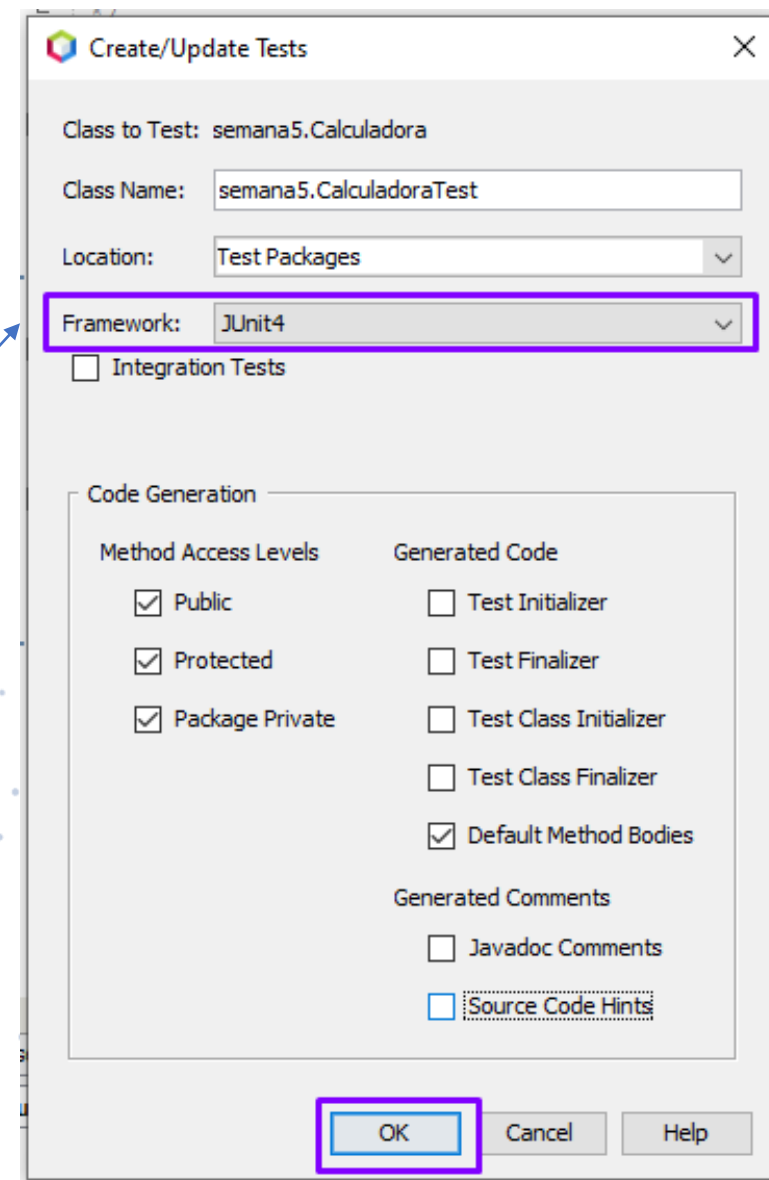 Create/Update Tests
Class to Test: semana5.Calculadora
Class Name: semana5.CalculadoraTest
Location: Test Packages
Framework: JUnit4
Integration Tests
Code Generation
Method Access Levels
Public
Protected
Package Private
Generated Code
Test Initializer
Test Finalizer
Test Class Initializer
Test Class Finalizer
Default Method Bodies
Generated Comments
Javadoc Comments
Source Code Hints
OK Cancel Help